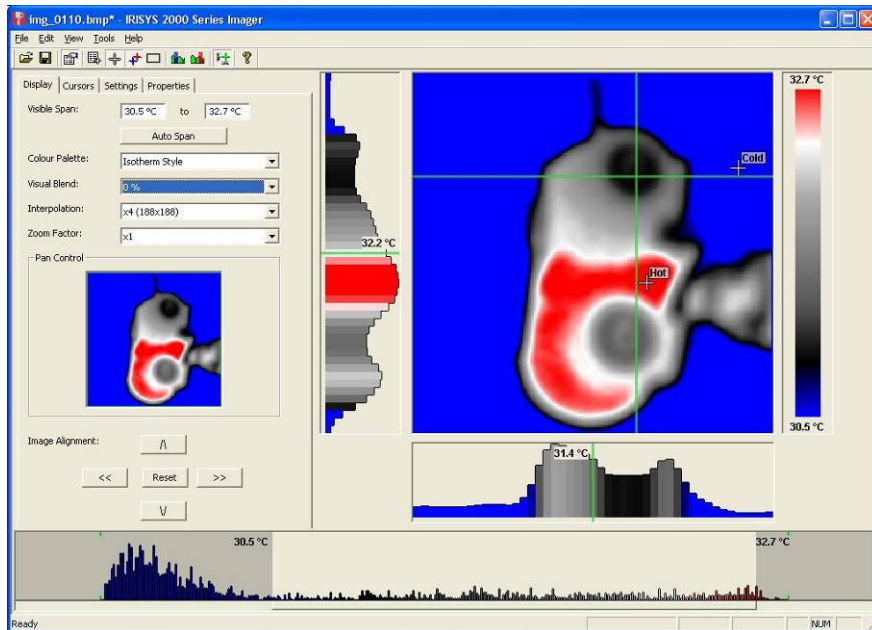 img_0110.bmp* - IRISYS 2000 Series Imager
File Edit View Tools Help
Display Cursors Settings Properties
Visible Span: 30.5 °C to 32.7 °C
Auto Span
Colour Palette: Isotherm Style
Visual Blend: 0 %
Interpolation: x4 (188x188)
Zoom Factor: x1
Pan Control
Image Alignment: /\
<< Reset >>
\/
32.2 °C
Cold
Hot
32.7 °C
30.5 °C
31.4 °C
30.5 °C 32.7 °C
Ready NUM